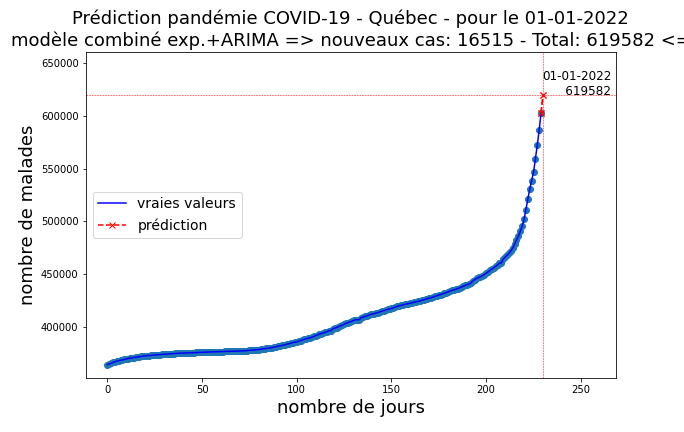 Prédiction pandémie COVID-19 - Québec - pour le 01-01-2022
modèle combiné exp.+ARIMA => nouveaux cas: 16515 - Total: 619582 <=
650000
600000
550000
500000
450000
400000
nombre de malades
01-01-2022
619582
vraies valeurs
prédiction
0
50
100
150
200
250
nombre de jours